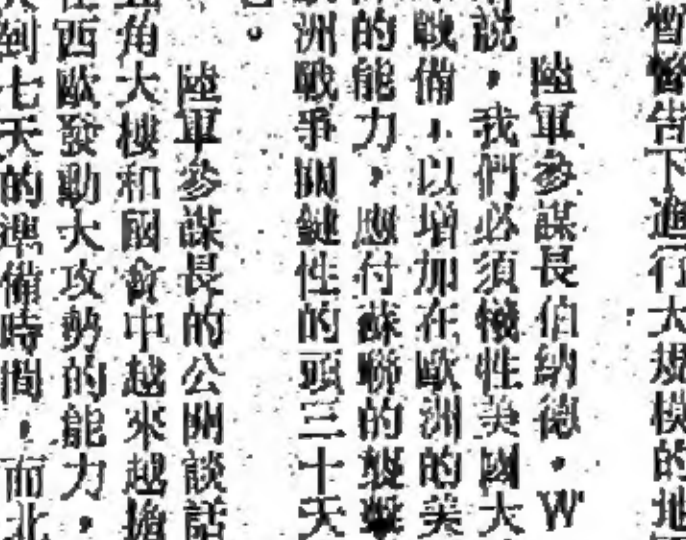 暫警告下進行大規模的地
陸軍參謀長伯納德·W
說，我們必須犧牲美國大
戰備，以增加在歐洲的美
的能力，應付蘇聯的襲擊
洲戰爭關鍵性的頭三十天
。
陸軍參謀長的公開談話
角大樓和國會中越來越
西歐發動大攻勢的能力，
到七天的準備時間，而北